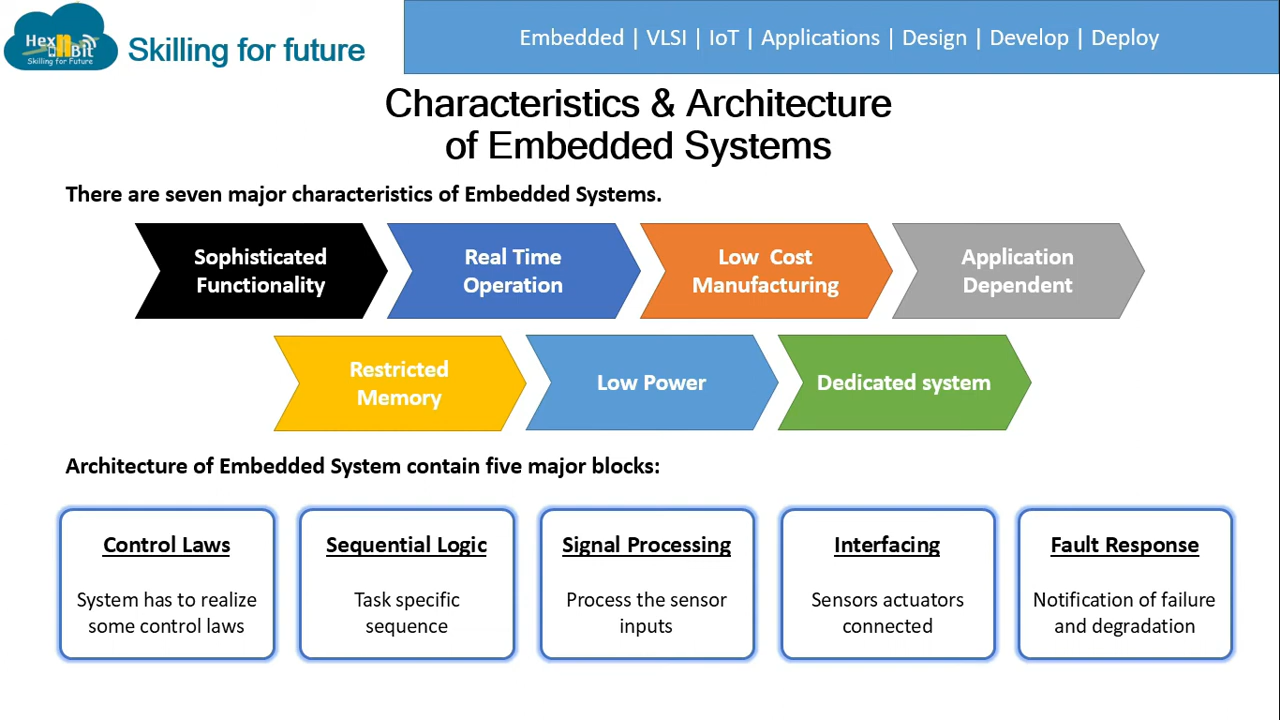 Hex nBit
Skilling for Future
Skilling for future
Embedded | VLSI | IoT | Applications | Design | Develop | Deploy
Characteristics & Architecture
of Embedded Systems
There are seven major characteristics of Embedded Systems.
Sophisticated
Functionality
Real Time
Operation
Low Cost
Manufacturing
Application
Dependent
Restricted
Memory
Low Power
Dedicated system
Architecture of Embedded System contain five major blocks:
Control Laws
System has to realize
some control laws
Sequential Logic
Task specific
sequence
Signal Processing
Process the sensor
inputs
Interfacing
Sensors actuators
connected
Fault Response
Notification of failure
and degradation